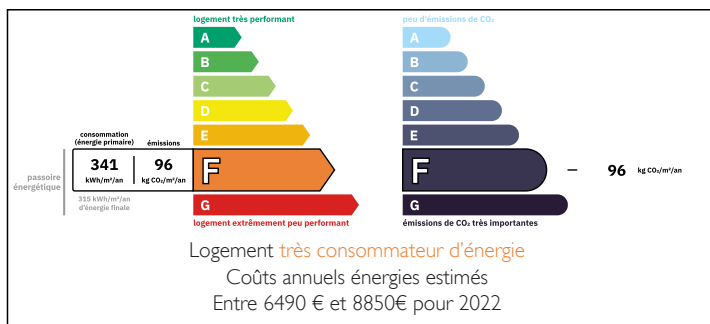 logement très performant
A
B
C
D
E
consommation
(énergie primaire)
émissions
341
kWh/m²/an
96
kg CO₂/m²/an
F
passoire
énergétique
315 kWh/m²/an
d'énergie finale
G
logement extrêmement peu performant
peu d'émissions de CO₂
A
B
C
D
E
F
96 kg CO₂/m²/an
G
émissions de CO₂ très importantes
Logement très consommateur d'énergie
Coûts annuels énergies estimés
Entre 6490 € et 8850€ pour 2022